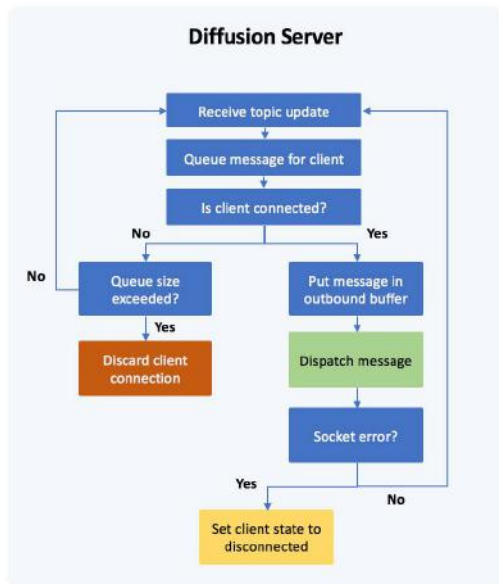 Diffusion Server
Receive topic update
Queue message for client
Is client connected?
No
Yes
No
Queue size
exceeded?
Put message in
outbound buffer
Yes
Discard client
connection
Dispatch message
Socket error?
Yes
No
Set client state to
disconnected